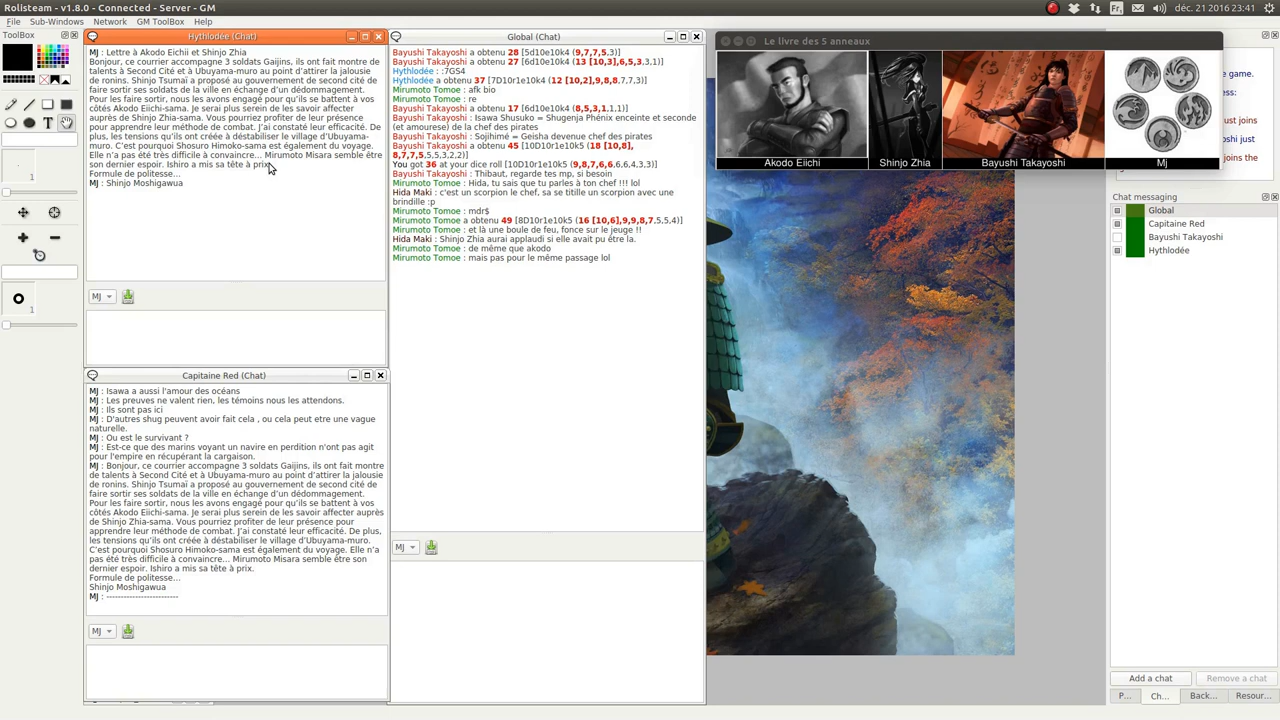 Rolisteam - v1.8.0 - Connected - Server - GM
Fr
déc. 21 2016 23:41
File Sub-Windows Network GM ToolBox Help
Hythlodée (Chat)
MJ : Lettre à Akodo Eichii et Shinjo Zhia
Bonjour, ce courrier accompagne 3 soldats Gaijins, ils ont fait montre de
talents à Second Cité et à Ubuyama-muro au point d'attirer la jalousie
de ronins. Shinjo Tsumaï a proposé au gouvernement de second cité de
faire sortir ses soldats de la ville en échange d'un dédommagement.
Pour les faire sortir, nous les avons engagé pour qu'ils se battent à vos
côtés Akodo Eiichi-sama. Je serai plus serein de les savoir affecter
auprès de Shinjo Zhia-sama. Vous pourriez profiter de leur présence
pour apprendre leur méthode de combat. J'ai constaté leur efficacité. De
plus, les tensions qu'ils ont créée à déstabiliser le village d'Ubuyama-
muro. C'est pourquoi Shosuro Himoko-sama est également du voyage.
Elle n'a pas été très difficile à convaincre... Mirumoto Misara semble être
son dernier espoir. Ishiro a mis sa tête à prix.
Formule de politesse...
MJ : Shinjo Moshigawua
1
1
MJ
Capitaine Red (Chat)
MJ : Isawa a aussi l'amour des océans
MJ : Les preuves ne valent rien, les témoins nous les attendons.
MJ : Ils sont pas ici
MJ : D'autres shug peuvent avoir fait cela , ou cela peut etre une vague
naturelle.
MJ : Ou est le survivant ?
MJ : Est-ce que des marins voyant un navire en perdition n'ont pas agit
pour l'empire en récupérant la cargaison.
MJ : Bonjour, ce courrier accompagne 3 soldats Gaijins, ils ont fait montre
de talents à Second Cité et à Ubuyama-muro au point d'attirer la jalousie
de ronins. Shinjo Tsumaï a proposé au gouvernement de second cité de
faire sortir ses soldats de la ville en échange d'un dédommagement.
Pour les faire sortir, nous les avons engagé pour qu'ils se battent à vos
côtés Akodo Eiichi-sama. Je serai plus serein de les savoir affecter auprès
de Shinjo Zhia-sama. Vous pourriez profiter de leur présence pour
apprendre leur méthode de combat. J'ai constaté leur efficacité. De plus,
les tensions qu'ils ont créée à déstabiliser le village d'Ubuyama-muro.
C'est pourquoi Shosuro Himoko-sama est également du voyage. Elle n'a
pas été très difficile à convaincre... Mirumoto Misara semble être son
dernier espoir. Ishiro a mis sa tête à prix.
Formule de politesse...
Shinjo Moshigawua
MJ : ------------------------
MJ
Global (Chat)
Bayushi Takayoshi a obtenu 28 [5d10e10k4 (9,7,7,5,3)]
Bayushi Takayoshi a obtenu 27 [6d10e10k4 (13 [10,3],6,5,3,3,1)]
Hythlodée : :7GS4
Hythlodée a obtenu 37 [7D10r1e10k4 (12 [10,2],9,8,8,7,7,3)]
Mirumoto Tomoe : afk bio
Mirumoto Tomoe : re
Bayushi Takayoshi a obtenu 17 [6d10e10k4 (8,5,3,1,1,1)]
Bayushi Takayoshi : Isawa Shusuko = Shugenja Phénix enceinte et seconde
(et amourese) de la chef des pirates
Bayushi Takayoshi : Sojihimé = Geisha devenue chef des pirates
Bayushi Takayoshi a obtenu 45 [10D10r1e10k4 (18 [10,8],
8,7,7,5,5,5,3,2,2)]
You got 36 at your dice roll [10D10r1e10k5 (9,8,7,6,6,6,6,4,3,3)]
Bayushi Takayoshi : Thibaut, regarde tes mp, si besoin
Mirumoto Tomoe : Hida, tu sais que tu parles à ton chef !!! lol
Hida Maki : c'est un scorpion le chef, sa se titille un scorpion avec une
brindille :p
Mirumoto Tomoe : mdr$
Mirumoto Tomoe a obtenu 49 [8D10r1e10k5 (16 [10,6],9,9,8,7,5,5,4)]
Mirumoto Tomoe : et là une boule de feu, fonce sur le jeuge !!
Hida Maki : Shinjo Zhia aurai applaudi si elle avait pu étre la.
Mirumoto Tomoe : de même que akodo
Mirumoto Tomoe : mais pas pour le même passage lol
MJ
Le livre des 5 anneaux
Akodo Eiichi
Shinjo Zhia
Bayushi Takayoshi
Mj
e game.
ess:
just joins
oshi just
joins the
Chat messaging
Global
Capitaine Red
Bayushi Takayoshi
Hythlodée
Add a chat
Remove a chat
P...
Ch...
Back...
Resour...